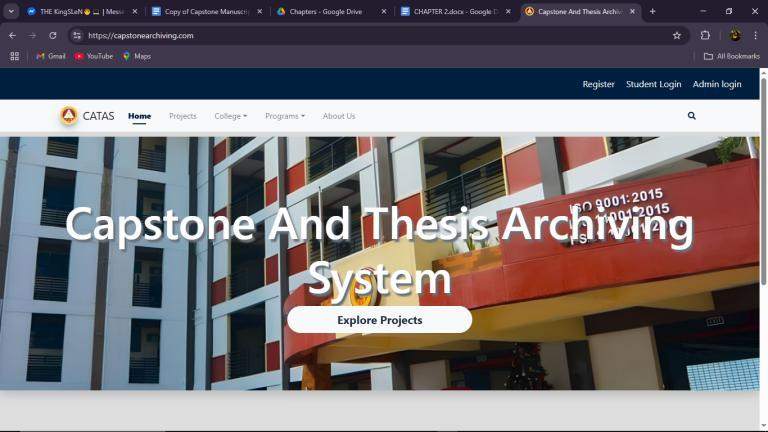 THE KingSLeN 👨‍💻 | Messe
Copy of Capstone Manuscrip
Chapters - Google Drive
CHAPTER 2.docx - Google D
Capstone And Thesis Archiv
https://capstonearchiving.com
Gmail YouTube Maps All Bookmarks
Register Student Login Admin login
CATAS Home Projects College Programs About Us
ISO 9001:2015
Capstone And Thesis Archiving
System
Explore Projects
EXIT